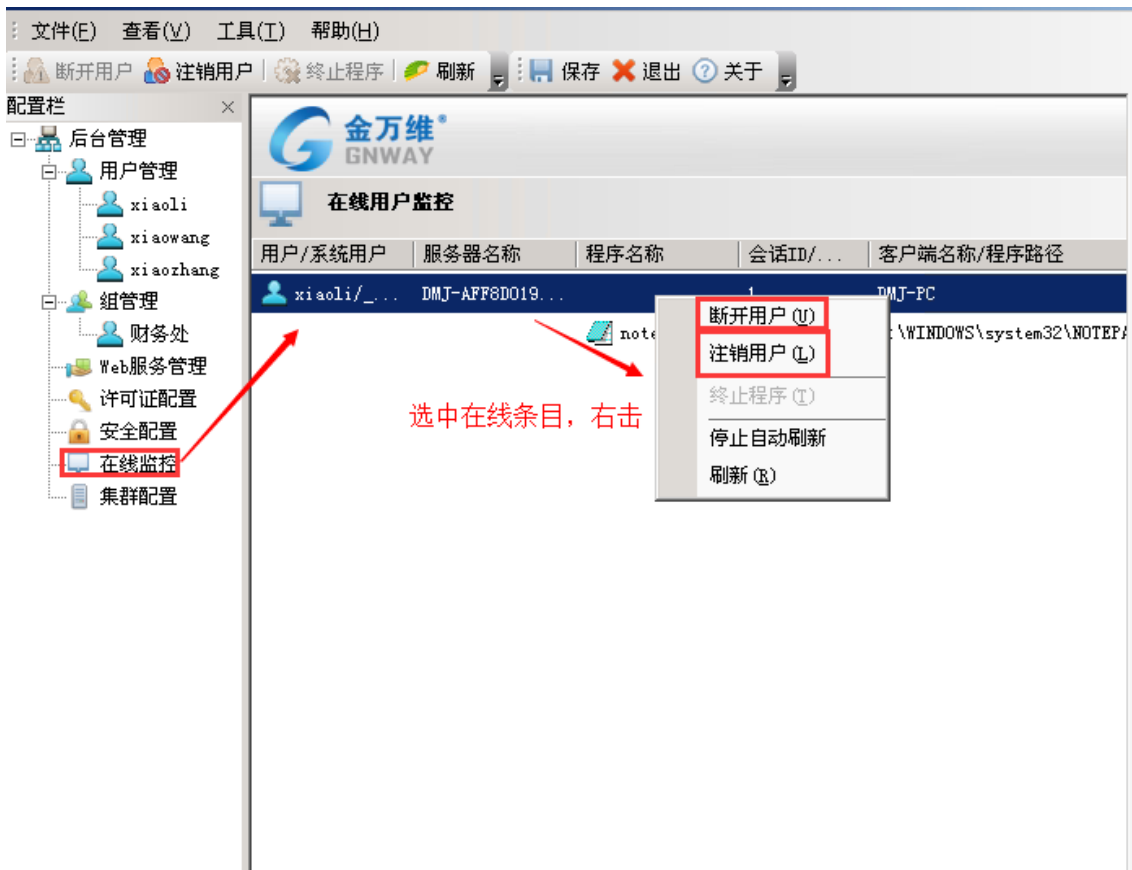 文件(F) 查看(V) 工具(T) 帮助(H)
断开用户 注销用户 终止程序 刷新 保存 退出 关于
配置栏
后台管理
用户管理
xiaoli
xiaowang
xiaozhang
组管理
财务处
Web服务管理
许可证配置
安全配置
在线监控
集群配置
金万维
GNWAY
在线用户监控
用户/系统用户 服务器名称 程序名称 会话ID/... 客户端名称/程序路径
xiaoli/_... DMJ-AFF8D019... 1 DMJ-PC
note :\WINDOWS\system32\NOTEPA
断开用户(U)
注销用户(L)
终止程序(T)
停止自动刷新
刷新(R)
选中在线条目，右击